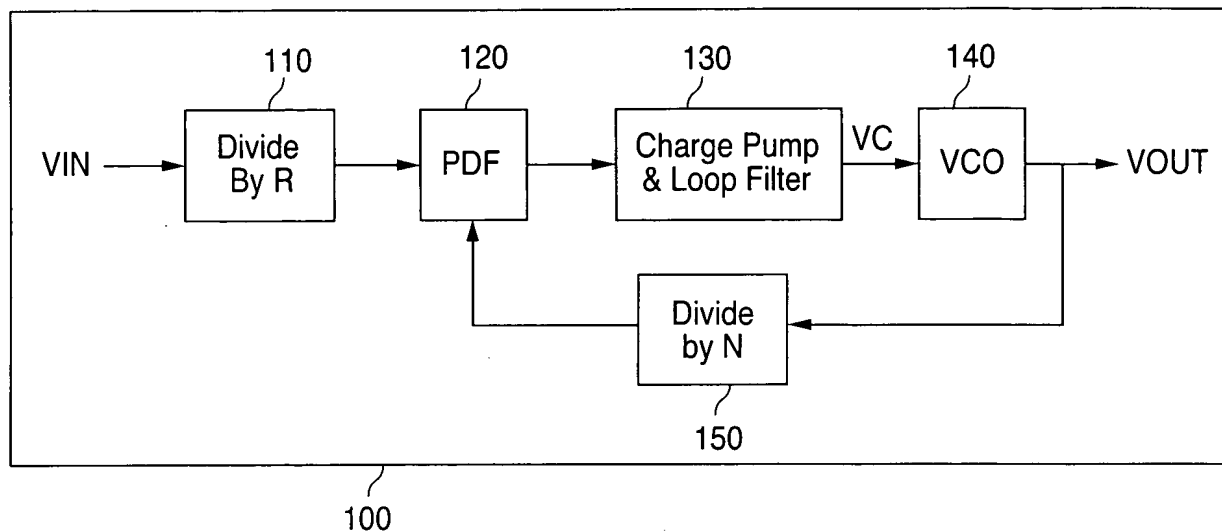 110
120
130
140
VIN
Divide
By R
PDF
Charge Pump
& Loop Filter
VC
VCO
VOUT
Divide
by N
150
100